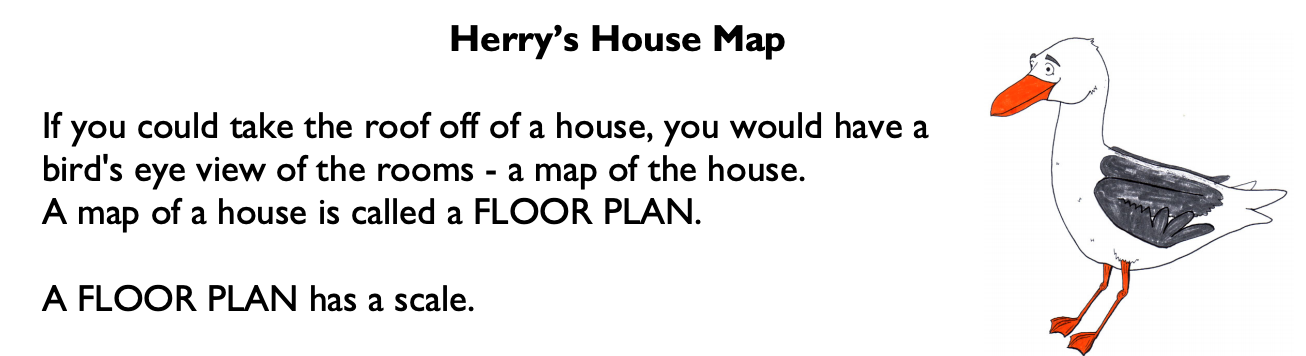 Herry’s House Map
If you could take the roof off of a house, you would have a
bird's eye view of the rooms - a map of the house.
A map of a house is called a FLOOR PLAN.
A FLOOR PLAN has a scale.